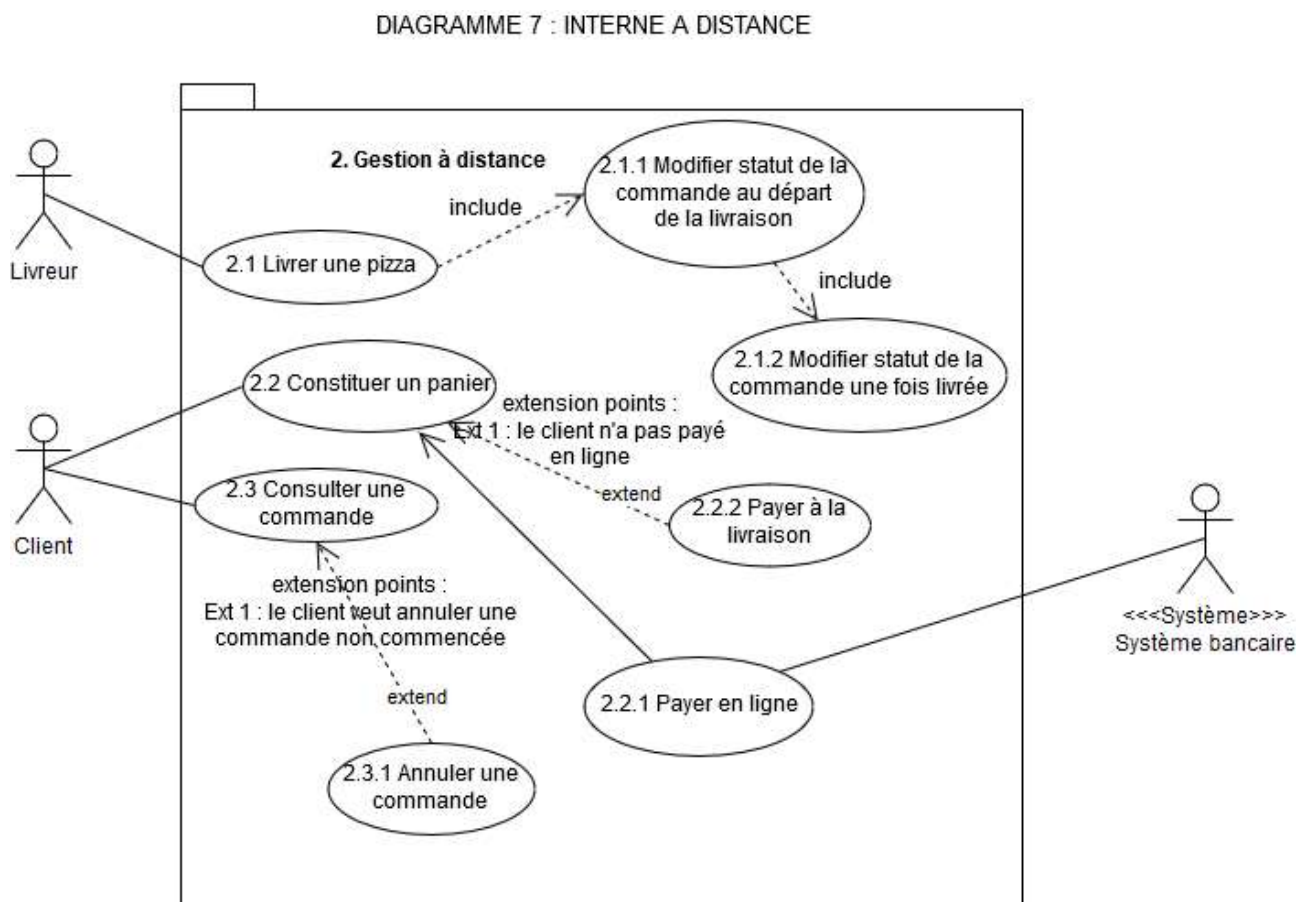 DIAGRAMME 7 : INTERNE A DISTANCE
2. Gestion à distance
2.1.1 Modifier statut de la
commande au départ
de la livraison
include
Livreur
2.1 Livrer une pizza
include
2.1.2 Modifier statut de la
commande une fois livrée
2.2 Constituer un panier
extension points :
Ext 1 : le client n'a pas payé
en ligne
extend
2.2.2 Payer à la
livraison
2.3 Consulter une
commande
Client
extension points :
Ext 1 : le client veut annuler une
commande non commencée
<<<Système>>>
Système bancaire
extend
2.2.1 Payer en ligne
2.3.1 Annuler une
commande